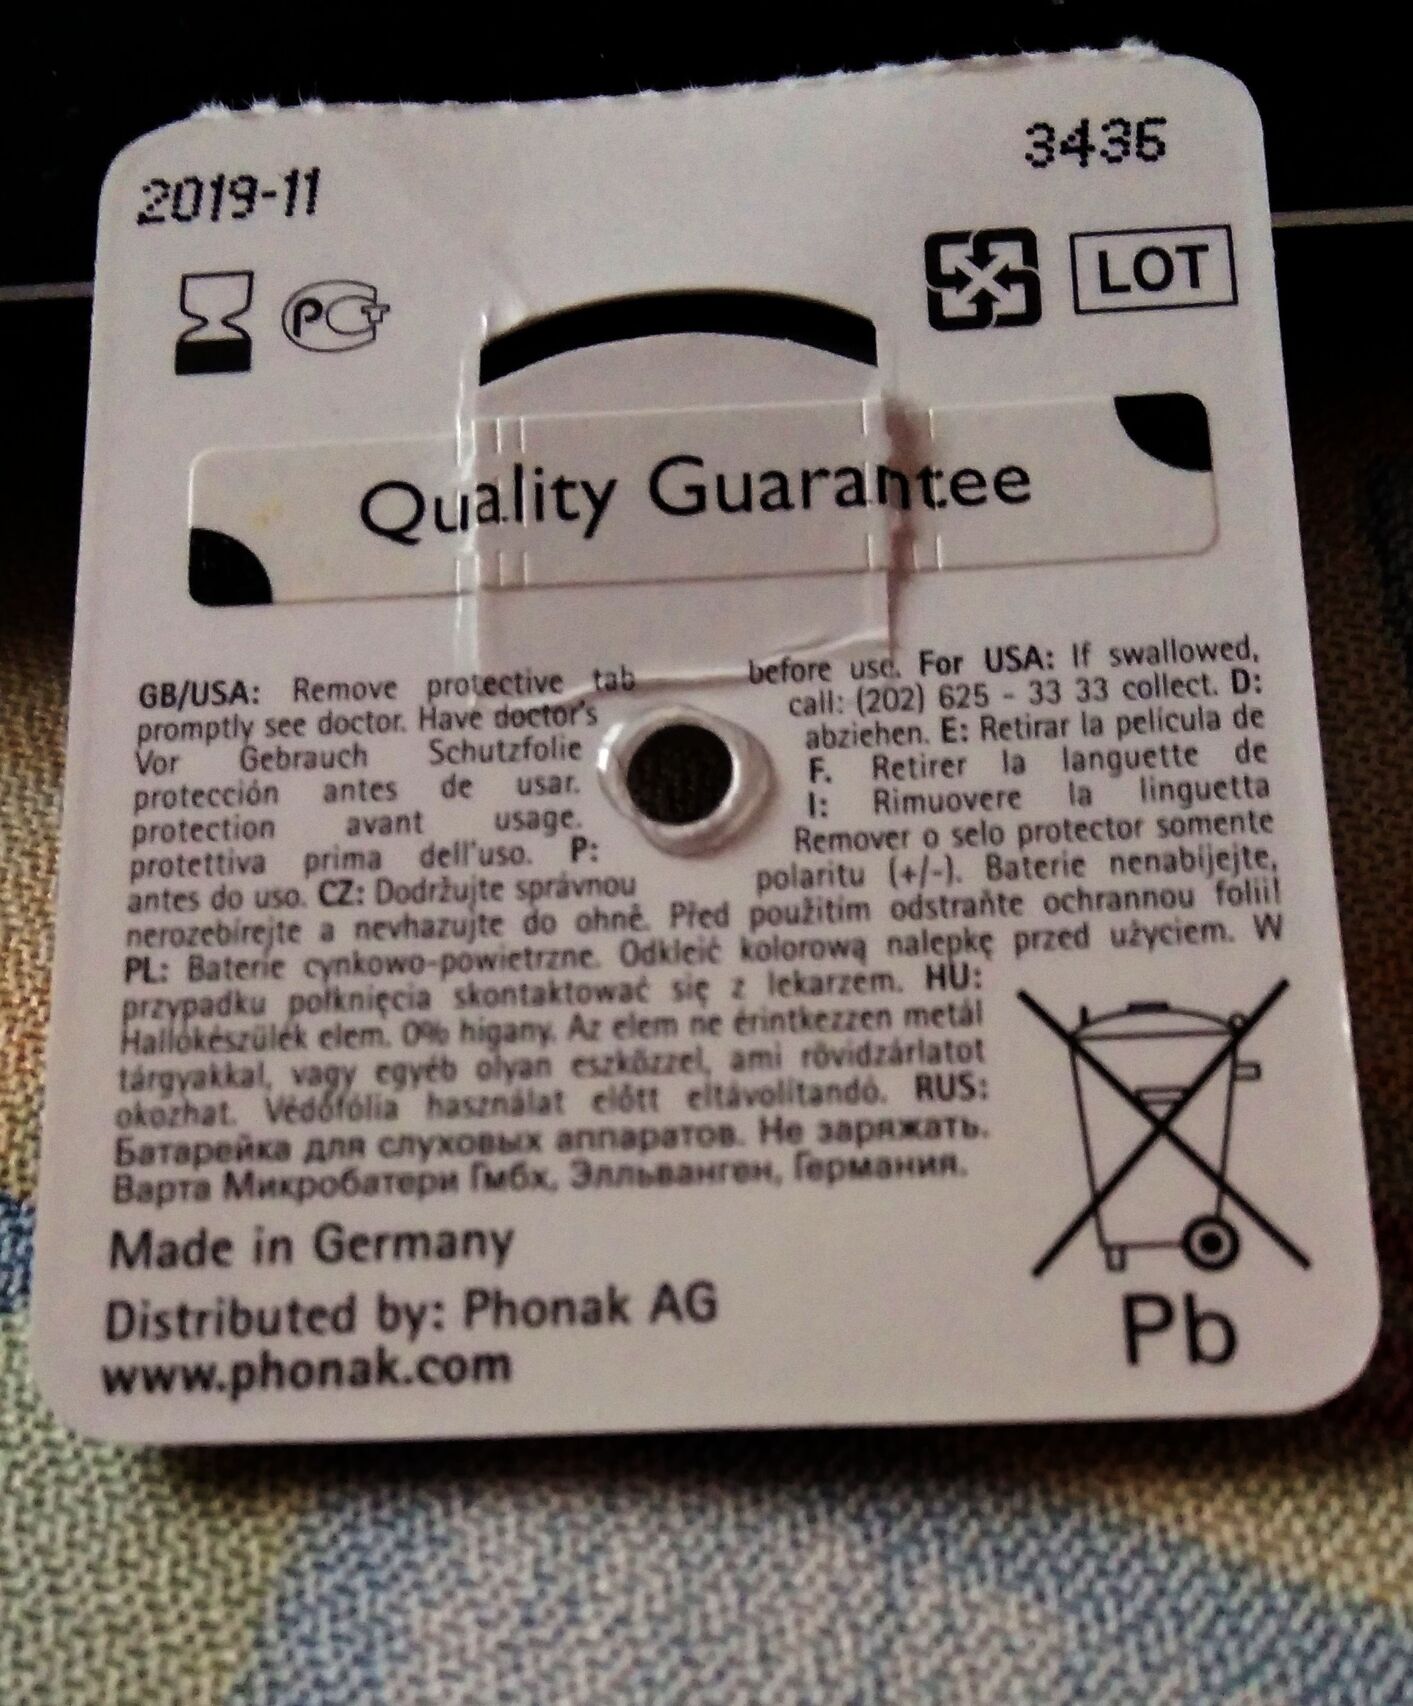 2019-11
3436
LOT
Quality Guarantee
GB/USA: Remove protective tab before use. For USA: If swallowed,
promptly see doctor. Have doctor's call: (202) 625 - 33 33 collect. D:
Vor Gebrauch Schutzfolie abziehen. E: Retirar la película de
protección antes de usar. F. Retirer la languette de
protection avant usage. I: Rimuovere la linguetta
protettiva prima dell'uso. P: Remover o selo protector somente
antes do uso. CZ: Dodržujte správnou polaritu (+/-). Baterie nenabíjejte,
nerozebírejte a nevhazujte do ohně. Před použitím odstraňte ochrannou folii!
PL: Baterie cynkowo-powietrzne. Odkleić kolorową nalepkę przed użyciem. W
przypadku połknięcia skontaktować się z lekarzem. HU:
Hallókészülék elem. 0% higany. Az elem ne érintkezzen metál
tárgyakkal, vagy egyéb olyan eszközzel, ami rövidzárlatot
okozhat. Védőfólia használat előtt eltávolítandó. RUS:
Батарейка для слуховых аппаратов. Не заряжать.
Варта Микробатери Гмбх, Элльванген, Германия.
Made in Germany
Distributed by: Phonak AG
www.phonak.com
Pb